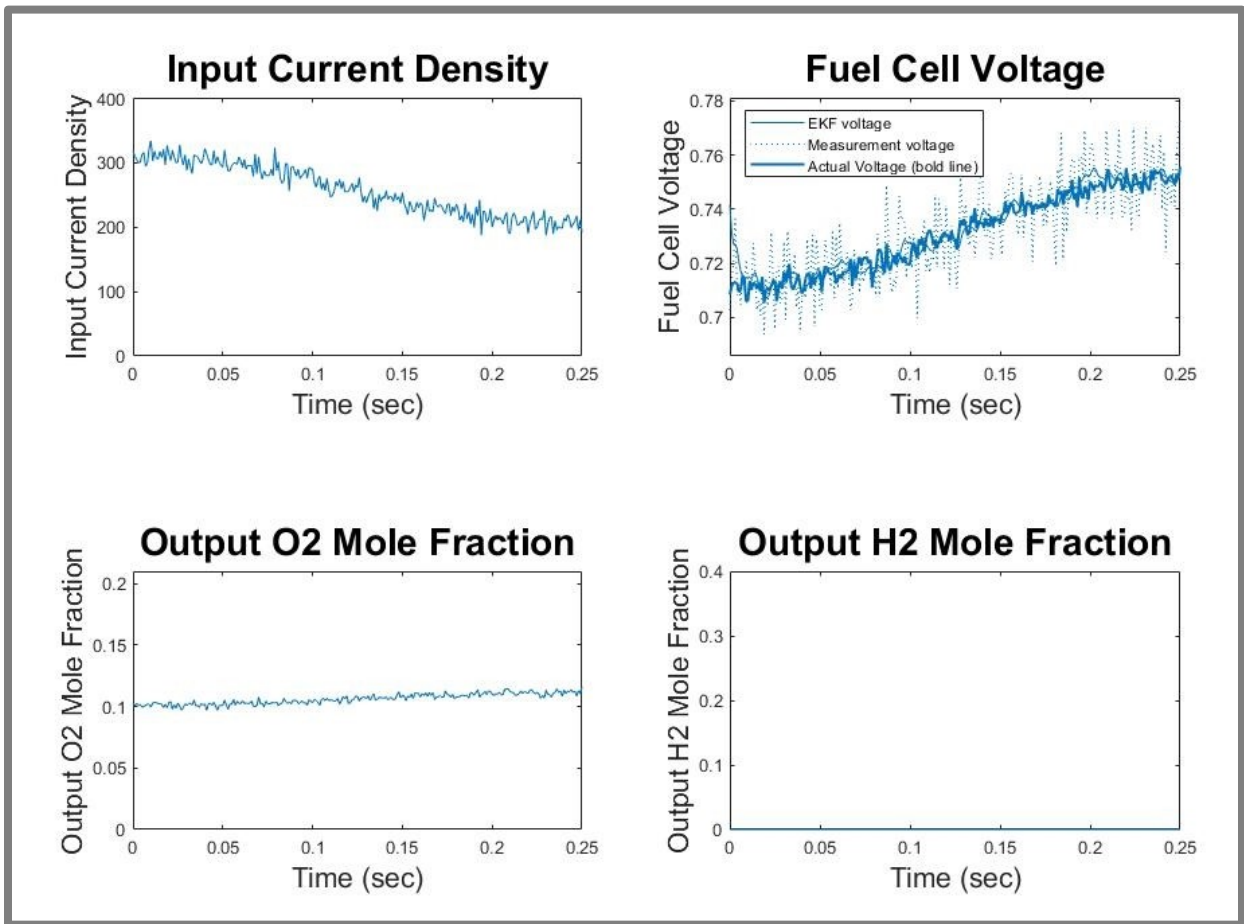 Input Current Density
400
300
200
100
0
Input Current Density
0 0.05 0.1 0.15 0.2 0.25
Time (sec)
Fuel Cell Voltage
0.78
0.76
0.74
0.72
0.7
Fuel Cell Voltage
EKF voltage
Measurement voltage
Actual Voltage (bold line)
0 0.05 0.1 0.15 0.2 0.25
Time (sec)
Output O2 Mole Fraction
0.2
0.15
0.1
0.05
0
Output O2 Mole Fraction
0 0.05 0.1 0.15 0.2 0.25
Time (sec)
Output H2 Mole Fraction
0.4
0.3
0.2
0.1
0
Output H2 Mole Fraction
0 0.05 0.1 0.15 0.2 0.25
Time (sec)